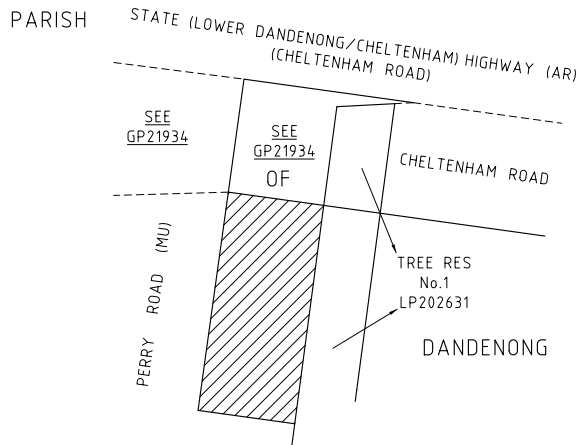 PARISH
STATE (LOWER DANDENONG/CHELTENHAM) HIGHWAY (AR)
(CHELTENHAM ROAD)
SEE
GP21934
SEE
GP21934
OF
CHELTENHAM ROAD
PERRY ROAD (MU)
TREE RES
No.1
LP202631
DANDENONG